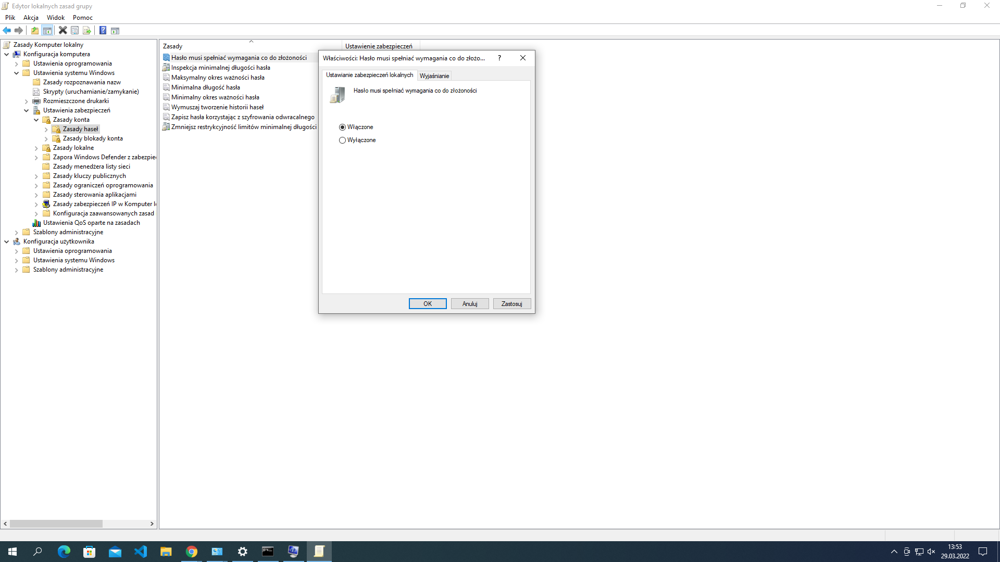 Edytor lokalnych zasad grupy
Plik Akcja Widok Pomoc
Zasady Komputer lokalny
Konfiguracja komputera
Ustawienia oprogramowania
Ustawienia systemu Windows
Zasady rozpoznawania nazw
Skrypty (uruchamianie/zamykanie)
Rozmieszczone drukarki
Ustawienia zabezpieczeń
Zasady konta
Zasady haseł
Zasady blokady konta
Zasady lokalne
Zapora Windows Defender z zabezpie
Zasady menedżera listy sieci
Zasady kluczy publicznych
Zasady ograniczeń oprogramowania
Zasady sterowania aplikacjami
Zasady zabezpieczeń IP w Komputer l
Konfiguracja zaawansowanych zasad
Ustawienia QoS oparte na zasadach
Szablony administracyjne
Konfiguracja użytkownika
Ustawienia oprogramowania
Ustawienia systemu Windows
Szablony administracyjne
Zasady Ustawienie zabezpieczeń
Hasło musi spełniać wymagania co do złożoności
Inspekcja minimalnej długości hasła
Maksymalny okres ważności hasła
Minimalna długość hasła
Minimalny okres ważności hasła
Wymuszaj tworzenie historii haseł
Zapisz hasła korzystając z szyfrowania odwracalnego
Zmniejsz restrykcyjność limitów minimalnej długości
Właściwości: Hasło musi spełniać wymagania co do złożo... ?
Ustawianie zabezpieczeń lokalnych Wyjaśnianie
Hasło musi spełniać wymagania co do złożoności
Włączone
Wyłączone
OK Anuluj Zastosuj
13:53
29.03.2022